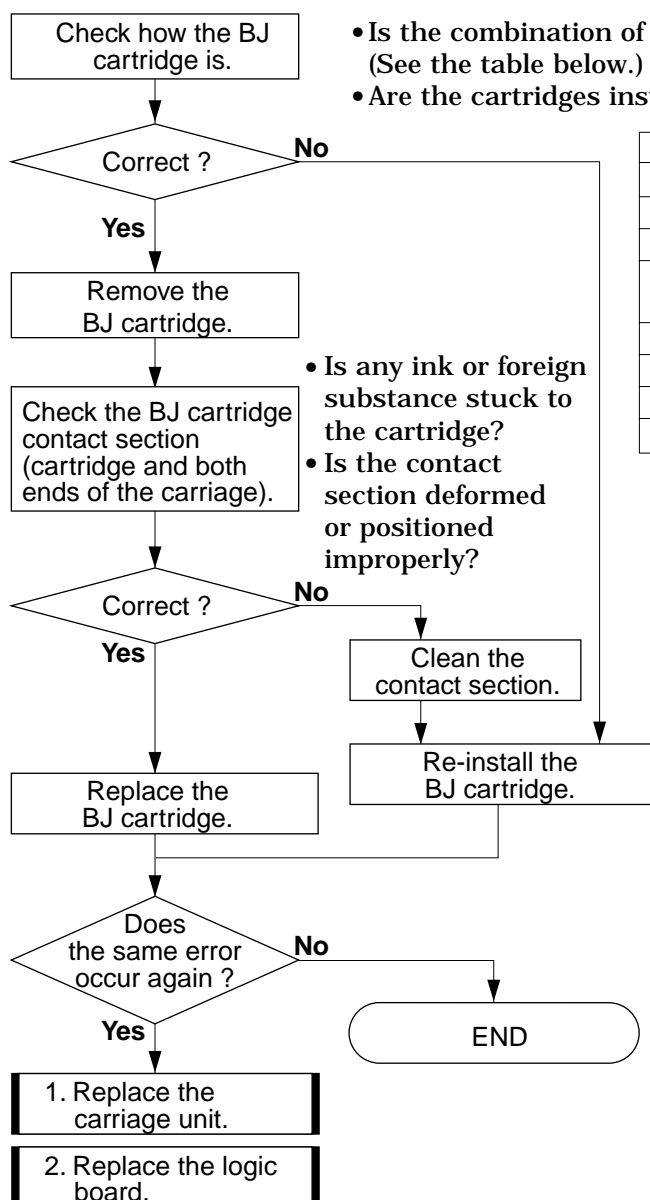 Check how the BJ
cartridge is.
• Is the combination of
(See the table below.)
• Are the cartridges
Correct ?
No
Yes
Remove the
BJ cartridge.
• Is any ink or foreign
substance stuck to
the cartridge?
• Is the contact
section deformed
or positioned
improperly?
Check the BJ cartridge
contact section
(cartridge and both
ends of the carriage).
Correct ?
No
Yes
Clean the
contact section.
Replace the
BJ cartridge.
Re-install the
BJ cartridge.
Does
the same error
occur again ?
No
Yes
END
1. Replace the
carriage unit.
2. Replace the logic
board.